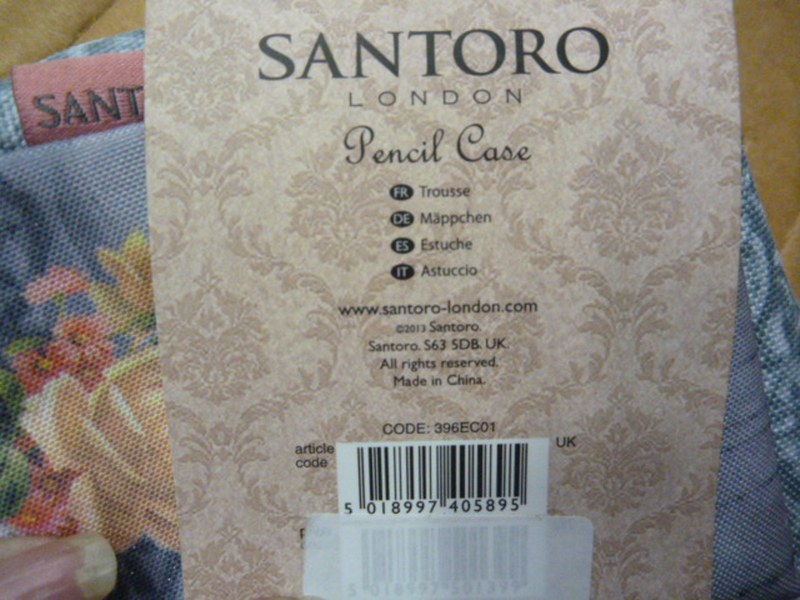 SANTORO
LONDON
SANT
Pencil Case
FR Trousse
DE Mäppchen
ES Estuche
IT Astuccio
www.santoro-london.com
©2013 Santoro.
Santoro. S63 5DB. UK.
All rights reserved.
Made in China.
CODE: 396EC01
article
code
UK
5 018997 405895